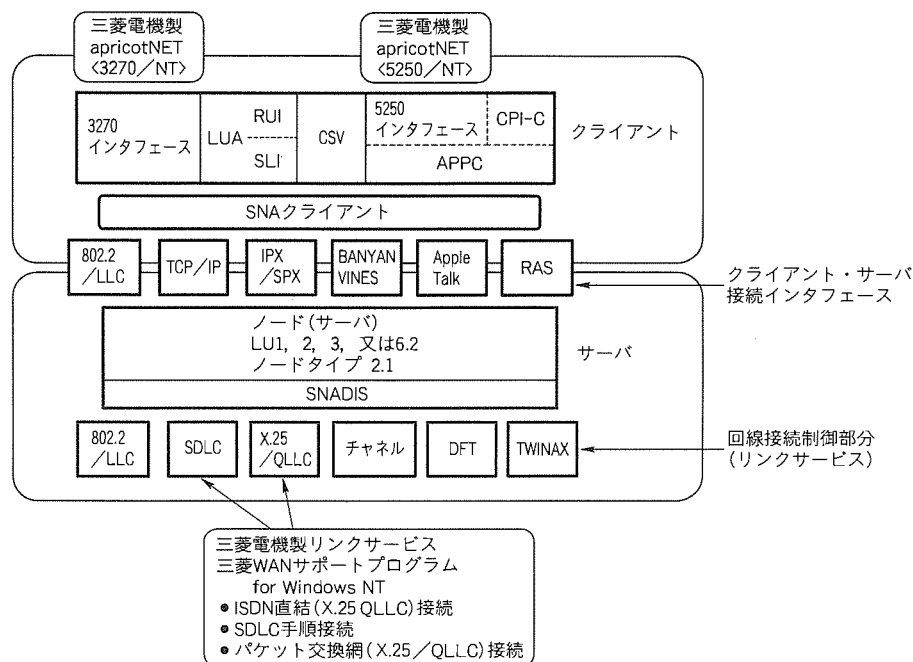 三菱電機製
apricotNET
〈3270／NT〉
三菱電機製
apricotNET
〈5250／NT〉
3270
インタフェース
LUA
RUI
SLI
CSV
5250
インタフェース
CPI-C
APPC
クライアント
SNAクライアント
802.2
／LLC
TCP／IP
IPX
／SPX
BANYAN
VINES
Apple
Talk
RAS
クライアント・サーバ
接続インタフェース
ノード(サーバ)
LU1，2，3，又は6.2
ノードタイプ 2.1
SNADIS
サーバ
802.2
／LLC
SDLC
X.25
／QLLC
チャネル
DFT
TWINAX
回線接続制御部分
(リンクサービス)
三菱電機製リンクサービス
三菱WANサポートプログラム
for Windows NT
●ISDN直結(X.25 QLLC)接続
●SDLC手順接続
●パケット交換網(X.25／QLLC)接続